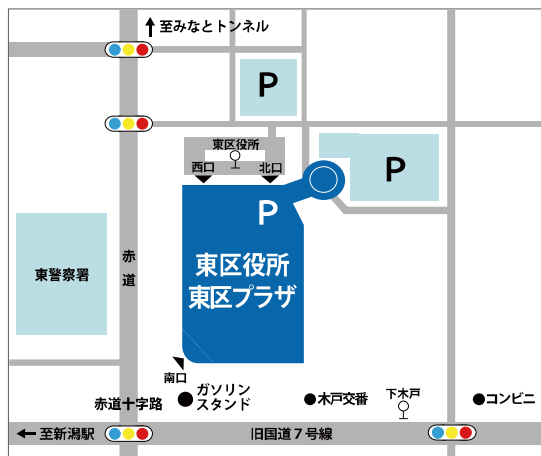 至みなとトンネル
P
東区役所
西口
北口
P
P
赤道
東警察署
東区役所
東区プラザ
南口
ガソリン
スタンド
赤道十字路
木戸交番
下木戸
コンビニ
至新潟駅
旧国道7号線